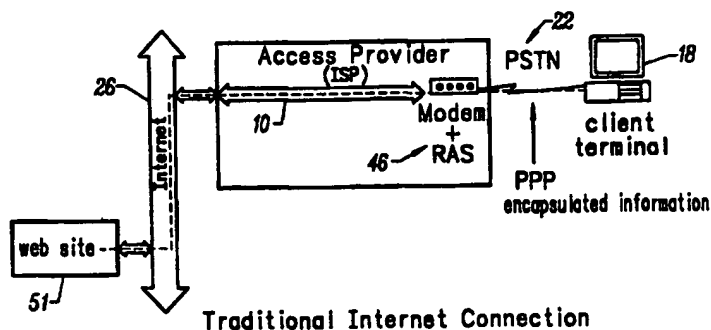 22
Access Provider
(ISP)
PSTN
18
26
10
Internet
Modem
+
RAS
46
client
terminal
PPP
encapsulated information
web site
51
Traditional Internet Connection